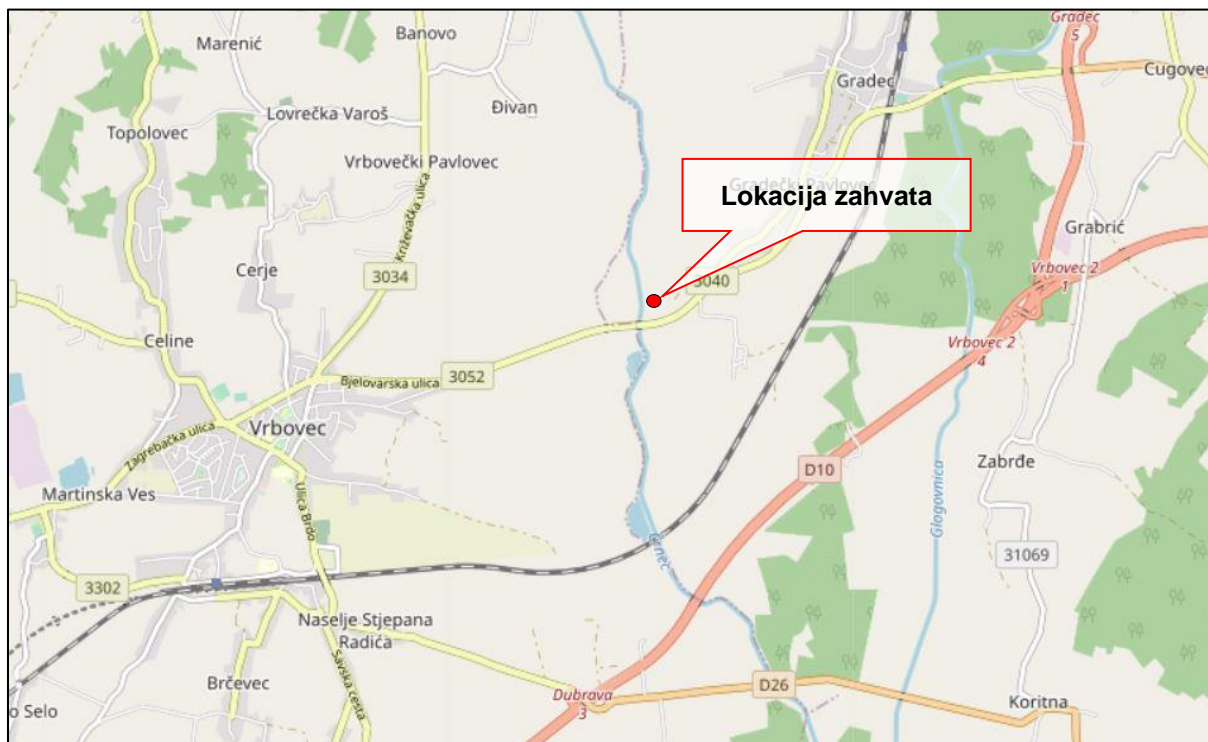 Gradec
5
Marenić
Banovo
Gradec
Cugovec
Lovrečka Varoš
Đivan
Topolovec
Vrbovečki Pavlovec
Gradečki Pavlovec
Lokacija zahvata
Križevačka ulica
Grabrić
Cerje
3034
3040
Vrbovec 2
1
Celine
Vrbovec 2
4
3052
Bjelovarska ulica
Vrbovec
Zagrebačka ulica
D10
Zabrđe
Glogovnica
Martinska Ves
Ulica Brdo
Črnec
31069
3302
Naselje Stjepana
Radića
Savska cesta
Brčevec
Dubrava
3
D26
Koritna
o Selo